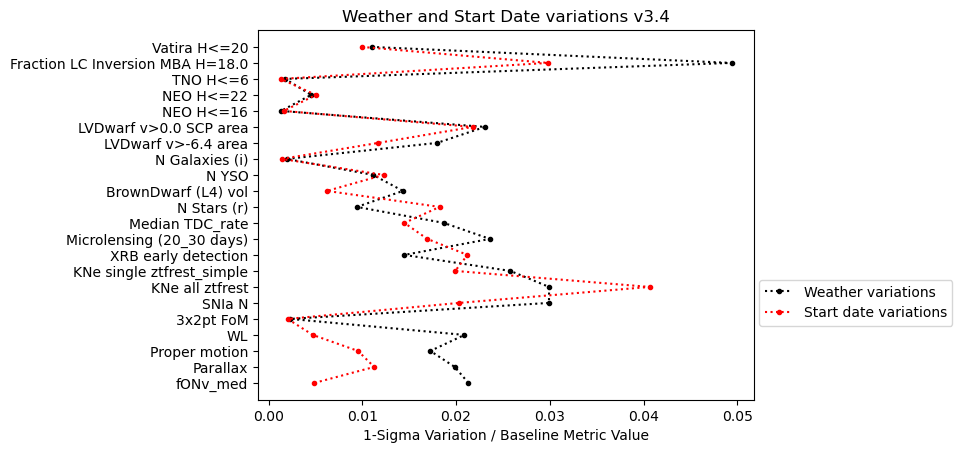 Weather and Start Date variations v3.4
Vatira H<=20
Fraction LC Inversion MBA H=18.0
TNO H<=6
NEO H<=22
NEO H<=16
LVDwarf v>0.0 SCP area
LVDwarf v>-6.4 area
N Galaxies (i)
N YSO
BrownDwarf (L4) vol
N Stars (r)
Median TDC_rate
Microlensing (20_30 days)
XRB early detection
KNe single ztfrest_simple
KNe all ztfrest
SNIa N
3x2pt FoM
WL
Proper motion
Parallax
fONv_med
Weather variations
Start date variations
0.00 0.01 0.02 0.03 0.04 0.05
1-Sigma Variation / Baseline Metric Value